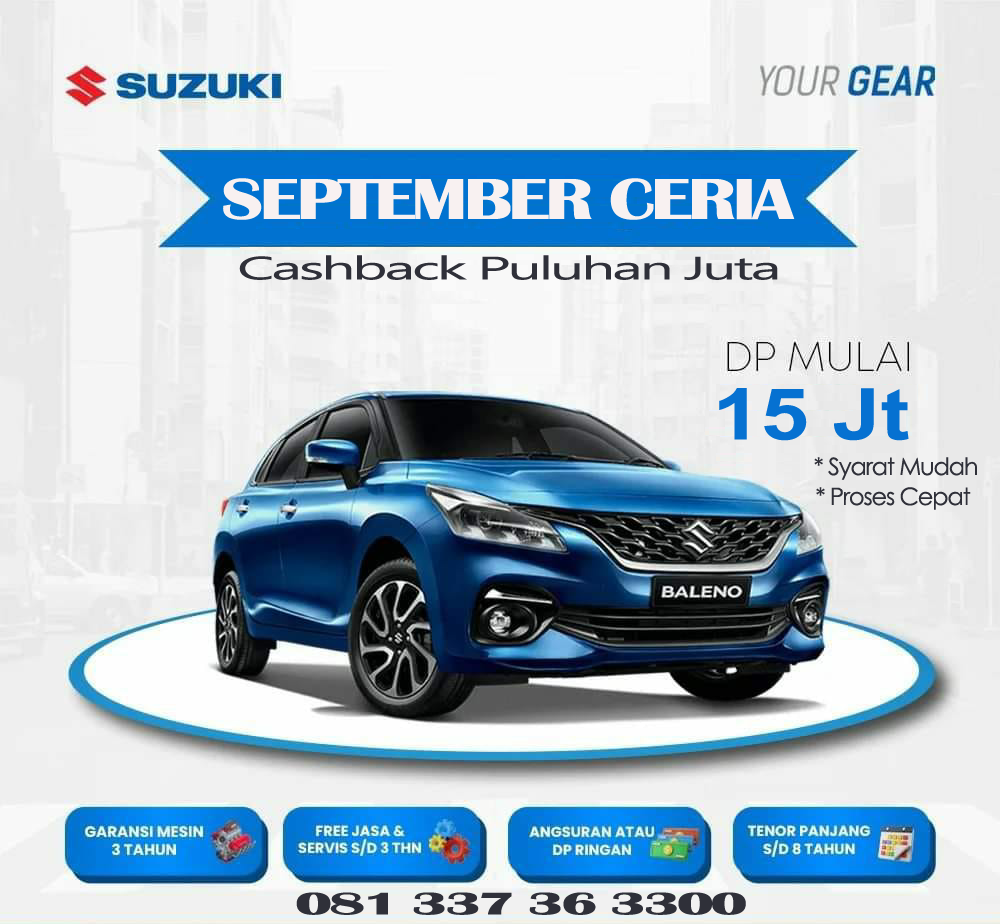 SUZUKI
YOUR GEAR
SEPTEMBER CERIA
Cashback Puluhan Juta
DP MULAI
15 Jt
* Syarat Mudah
* Proses Cepat
BALENO
GARANSI MESIN
3 TAHUN
FREE JASA &
SERVIS S/D 3 THN
ANGSURAN ATAU
DP RINGAN
TENOR PANJANG
S/D 8 TAHUN
081 337 36 3300